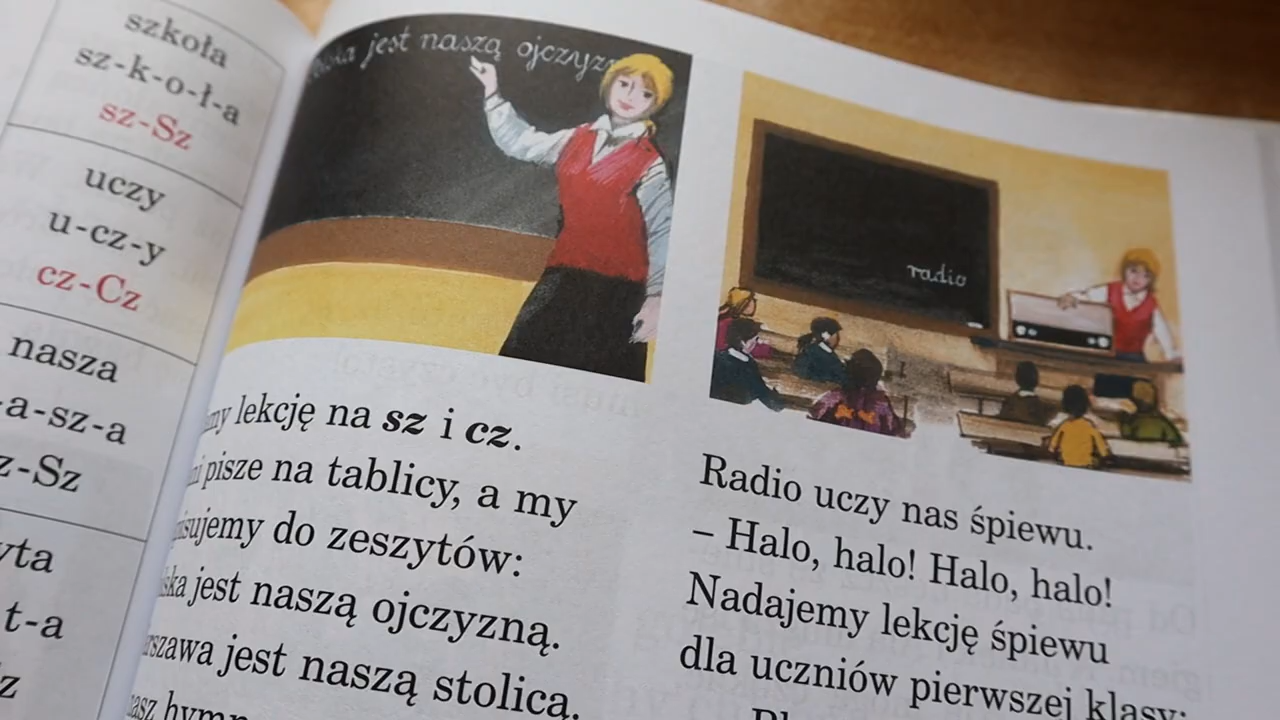 szkoła
sz-k-o-ł-a
sz-Sz
uczy
u-cz-y
cz-Cz
nasza
-a-sz-a
z-Sz
yta
t-a
z
jest naszą
lekcję na sz i cz.
pisze na tablicy, a my
do zeszytów:
jest naszą ojczyzną.
jest naszą stolicą.
hymn
radio
Radio uczy nas śpiewu.
– Halo, halo! Halo, halo!
Nadajemy lekcję śpiewu
dla uczniów pierwszej klasy: